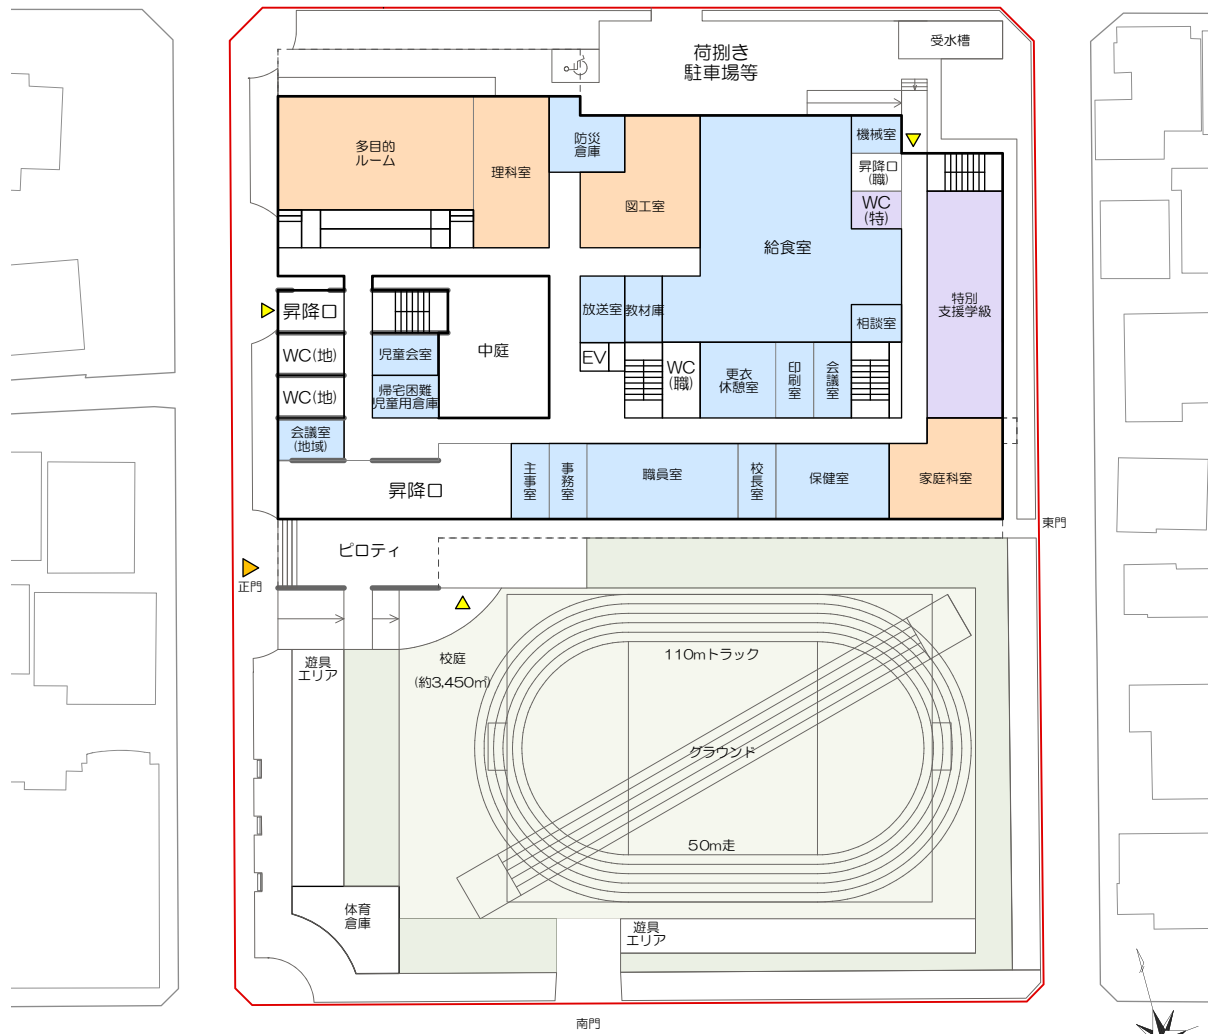 荷捌き
駐車場等
受水槽
多目的
ルーム
理科室
防災
倉庫
図工室
機械室
昇降口
(職)
WC
(特)
給食室
特別
支援学級
放送室
教材庫
相談室
昇降口
WC(地)
WC(地)
会議室
(地域)
児童会室
帰宅困難
児童用倉庫
中庭
EV
WC
(職)
更衣
休憩室
印刷室
会議室
昇降口
主事室
事務室
職員室
校長室
保健室
家庭科室
東門
ピロティ
正門
遊具
エリア
校庭
(約3,450㎡)
110mトラック
グラウンド
50m走
体育
倉庫
遊具
エリア
南門